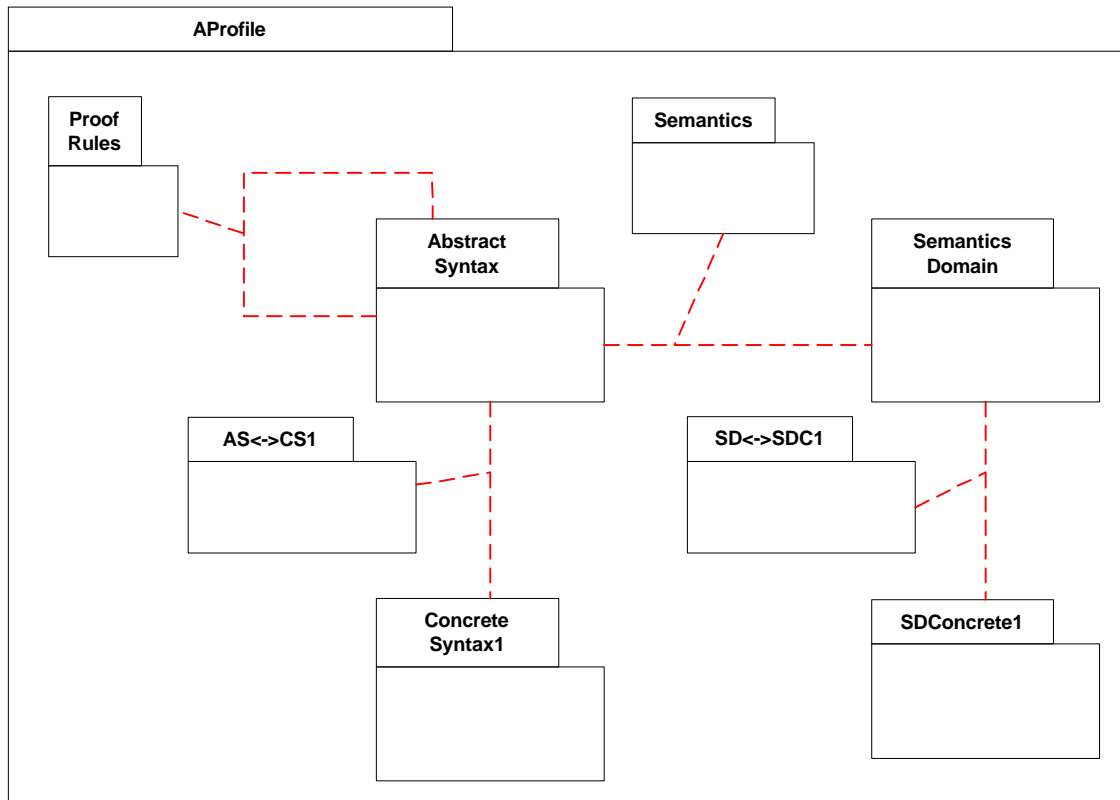 AProfile
Proof
Rules
Semantics
Abstract
Syntax
Semantics
Domain
AS<->CS1
SD<->SDC1
Concrete
Syntax1
SDConcrete1